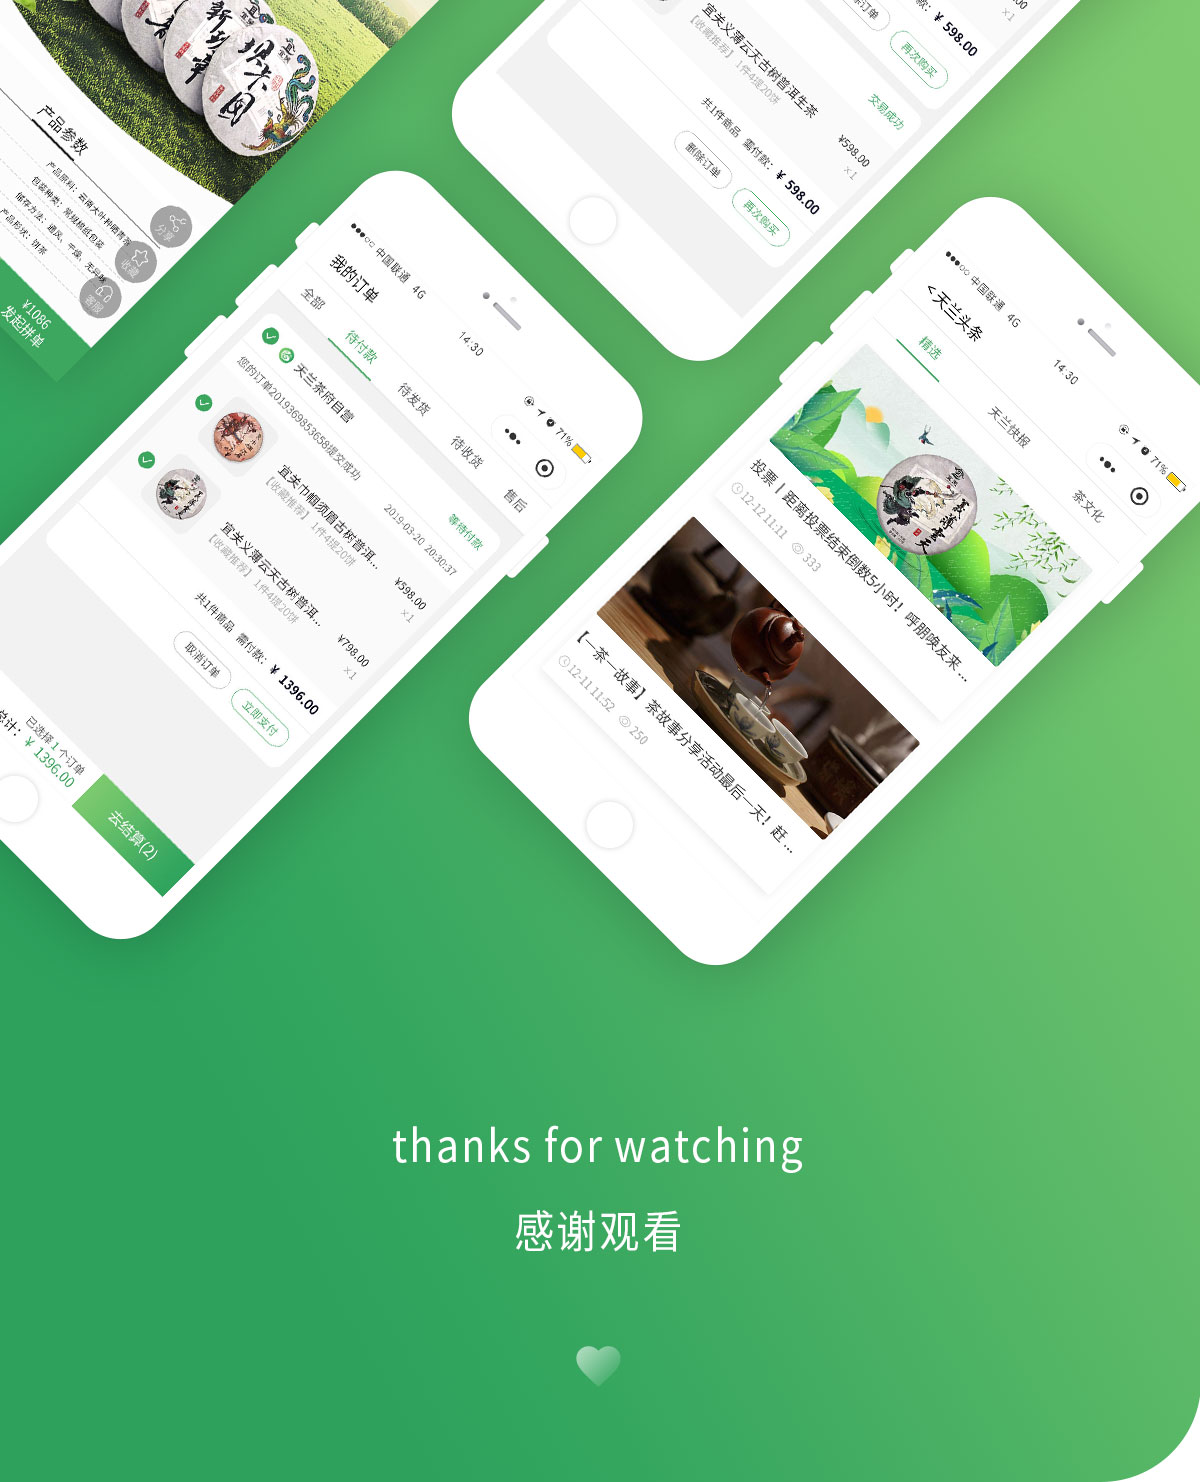 新
班
章
坝卡囡
产品参数
产品原料：云南大叶种晒青茶
包装种类：常规棉纸包装
储存方法：通风、干燥、无异味
产品形状：饼茶
分享
收藏
客服
¥1086
发起拼单
宜关义薄云天古树普洱生茶
【收藏推荐】 1件4提20饼
×1
¥ 598.00
再次购买
交易成功
¥598.00
×1
共1件商品 需付款： ¥ 598.00
删除订单
再次购买
中国联通 4G
14:30
71%
我的订单
全部
待付款
待发货
待收货
售后
天兰茶府自营
等待付款
您的订单2019369853658提交成功
2019-03-20 20:30:37
宜关巾帼须眉古树普洱...
【收藏推荐】 1件4提20饼
¥598.00
×1
宜关义薄云天古树普洱...
【收藏推荐】 1件4提20饼
¥798.00
×1
共1件商品 需付款： ¥ 1396.00
取消订单
立即支付
已选择 1 个订单
总计： ¥ 1396.00
去结算(2)
中国联通 4G
14:30
71%
< 天兰头条
精选
天兰快报
茶文化
投票 | 距离投票结束倒数5小时！呼朋唤友来 ...
12-12 11:11 333
【一茶一故事】茶故事分享活动最后一天！赶 ...
12-11 11:52 250
thanks for watching
感谢观看